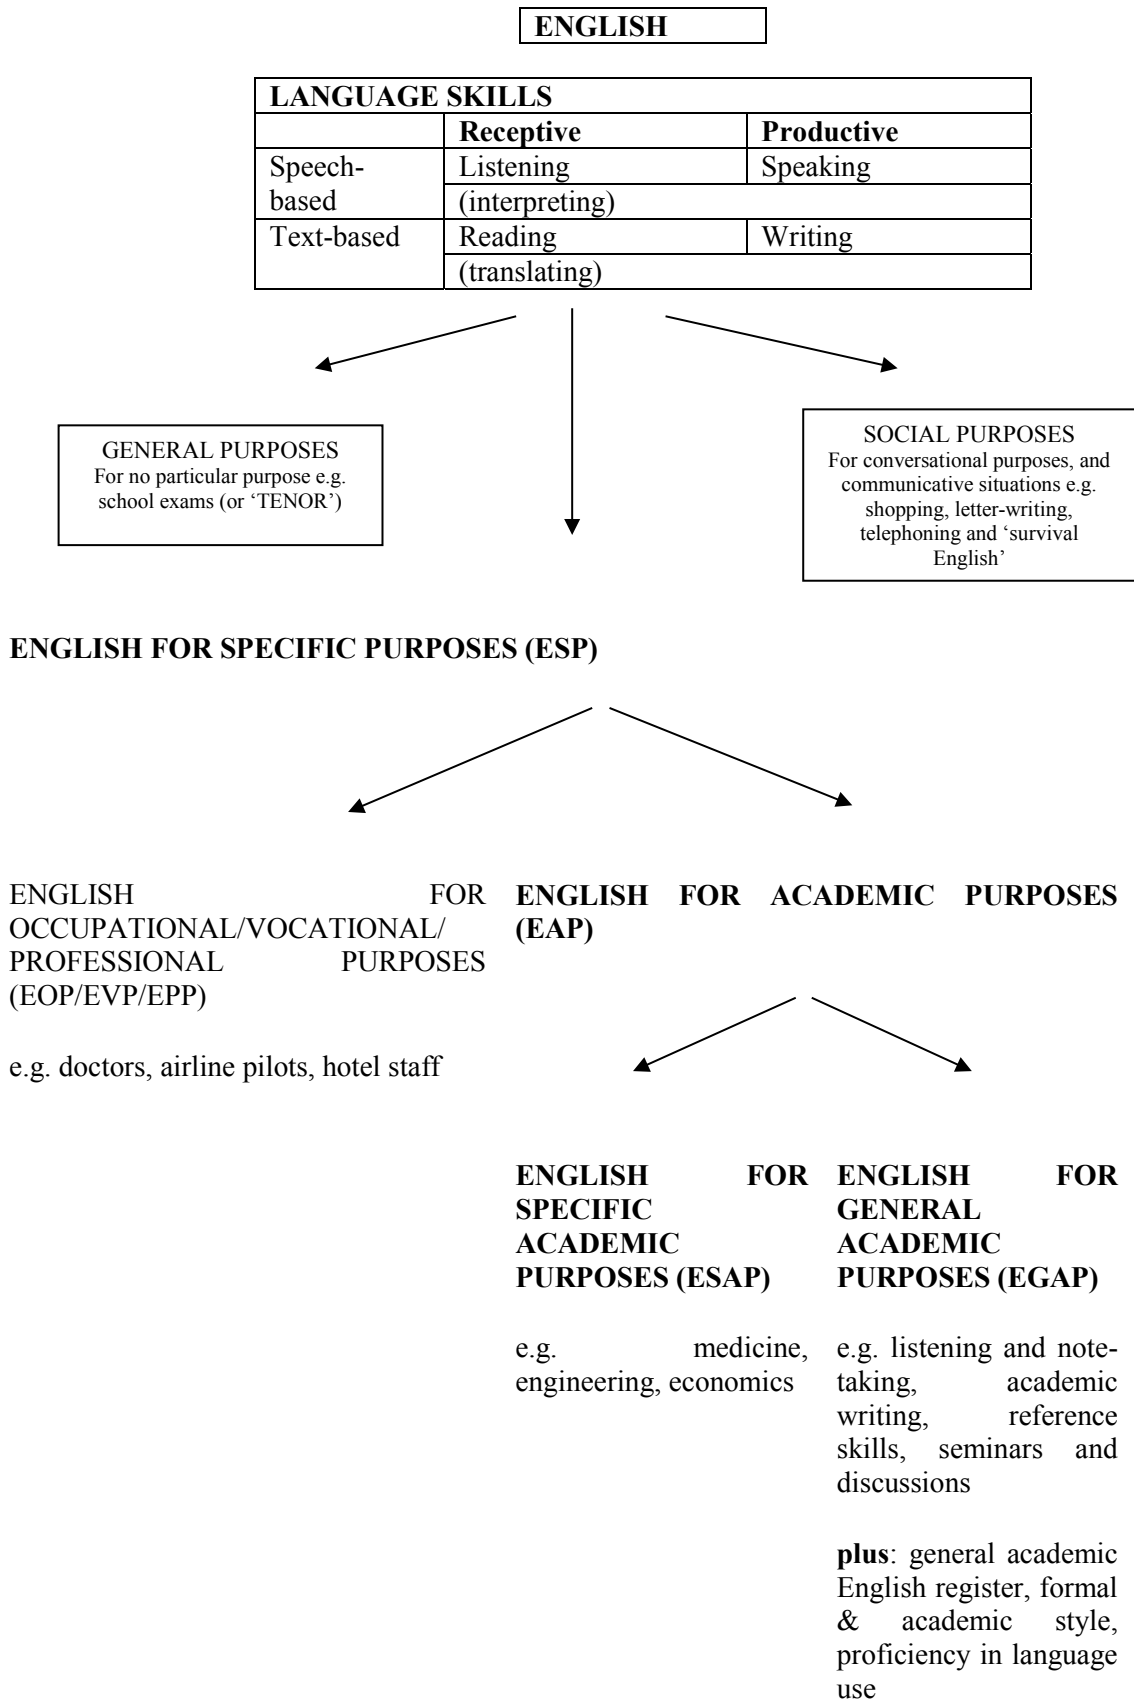 ENGLISH
LANGUAGE SKILLS
Receptive Productive
Speech- Listening Speaking
based (interpreting)
Text-based Reading Writing
(translating)
GENERAL PURPOSES
For no particular purpose e.g.
school exams (or ‘TENOR’)
SOCIAL PURPOSES
For conversational purposes, and
communicative situations e.g.
shopping, letter-writing,
telephoning and ‘survival
English’
ENGLISH FOR SPECIFIC PURPOSES (ESP)
ENGLISH FOR
OCCUPATIONAL/VOCATIONAL/
PROFESSIONAL PURPOSES
(EOP/EVP/EPP)
e.g. doctors, airline pilots, hotel staff
ENGLISH FOR ACADEMIC PURPOSES
(EAP)
ENGLISH FOR
SPECIFIC
ACADEMIC
PURPOSES (ESAP)
e.g. medicine,
engineering, economics
ENGLISH FOR
GENERAL
ACADEMIC
PURPOSES (EGAP)
e.g. listening and note-
taking, academic
writing, reference
skills, seminars and
discussions
plus: general academic
English register, formal
& academic style,
proficiency in language
use